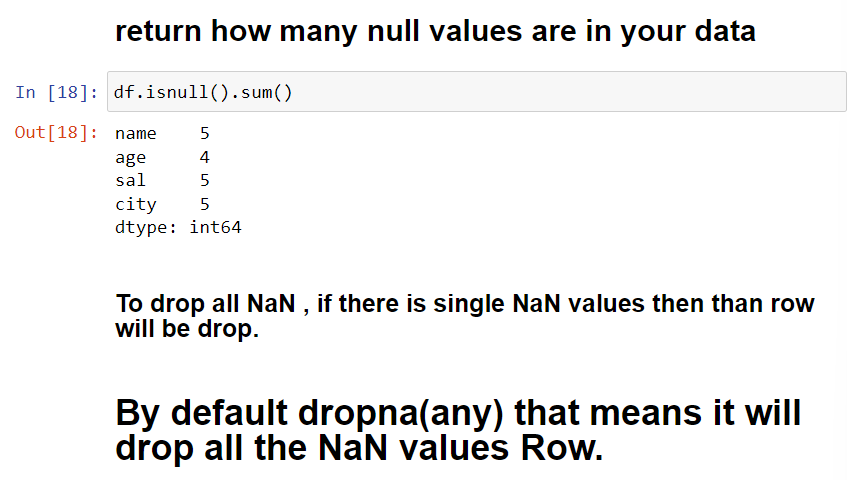 return how many null values are in your data
In [18]: df.isnull().sum()
Out[18]: name    5
age     4
sal     5
city    5
dtype: int64
To drop all NaN , if there is single NaN values then than row
will be drop.
By default dropna(any) that means it will
drop all the NaN values Row.